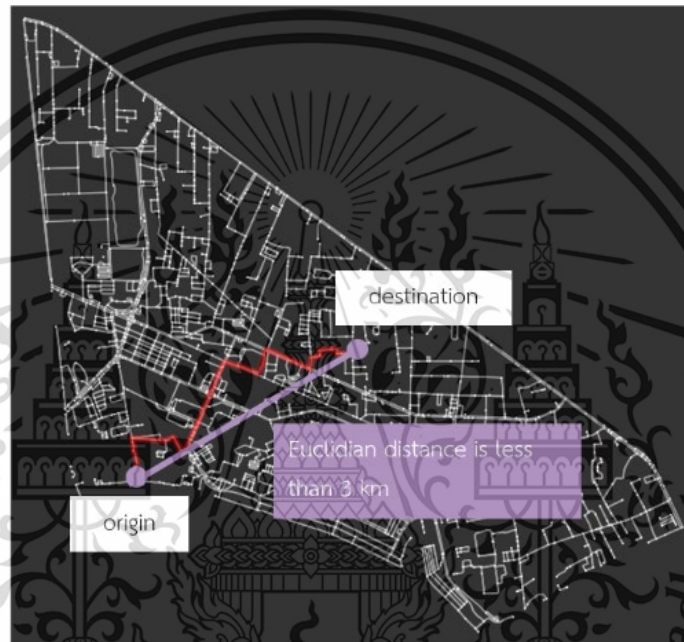 destination
Euclidian distance is less
than 3 km
origin